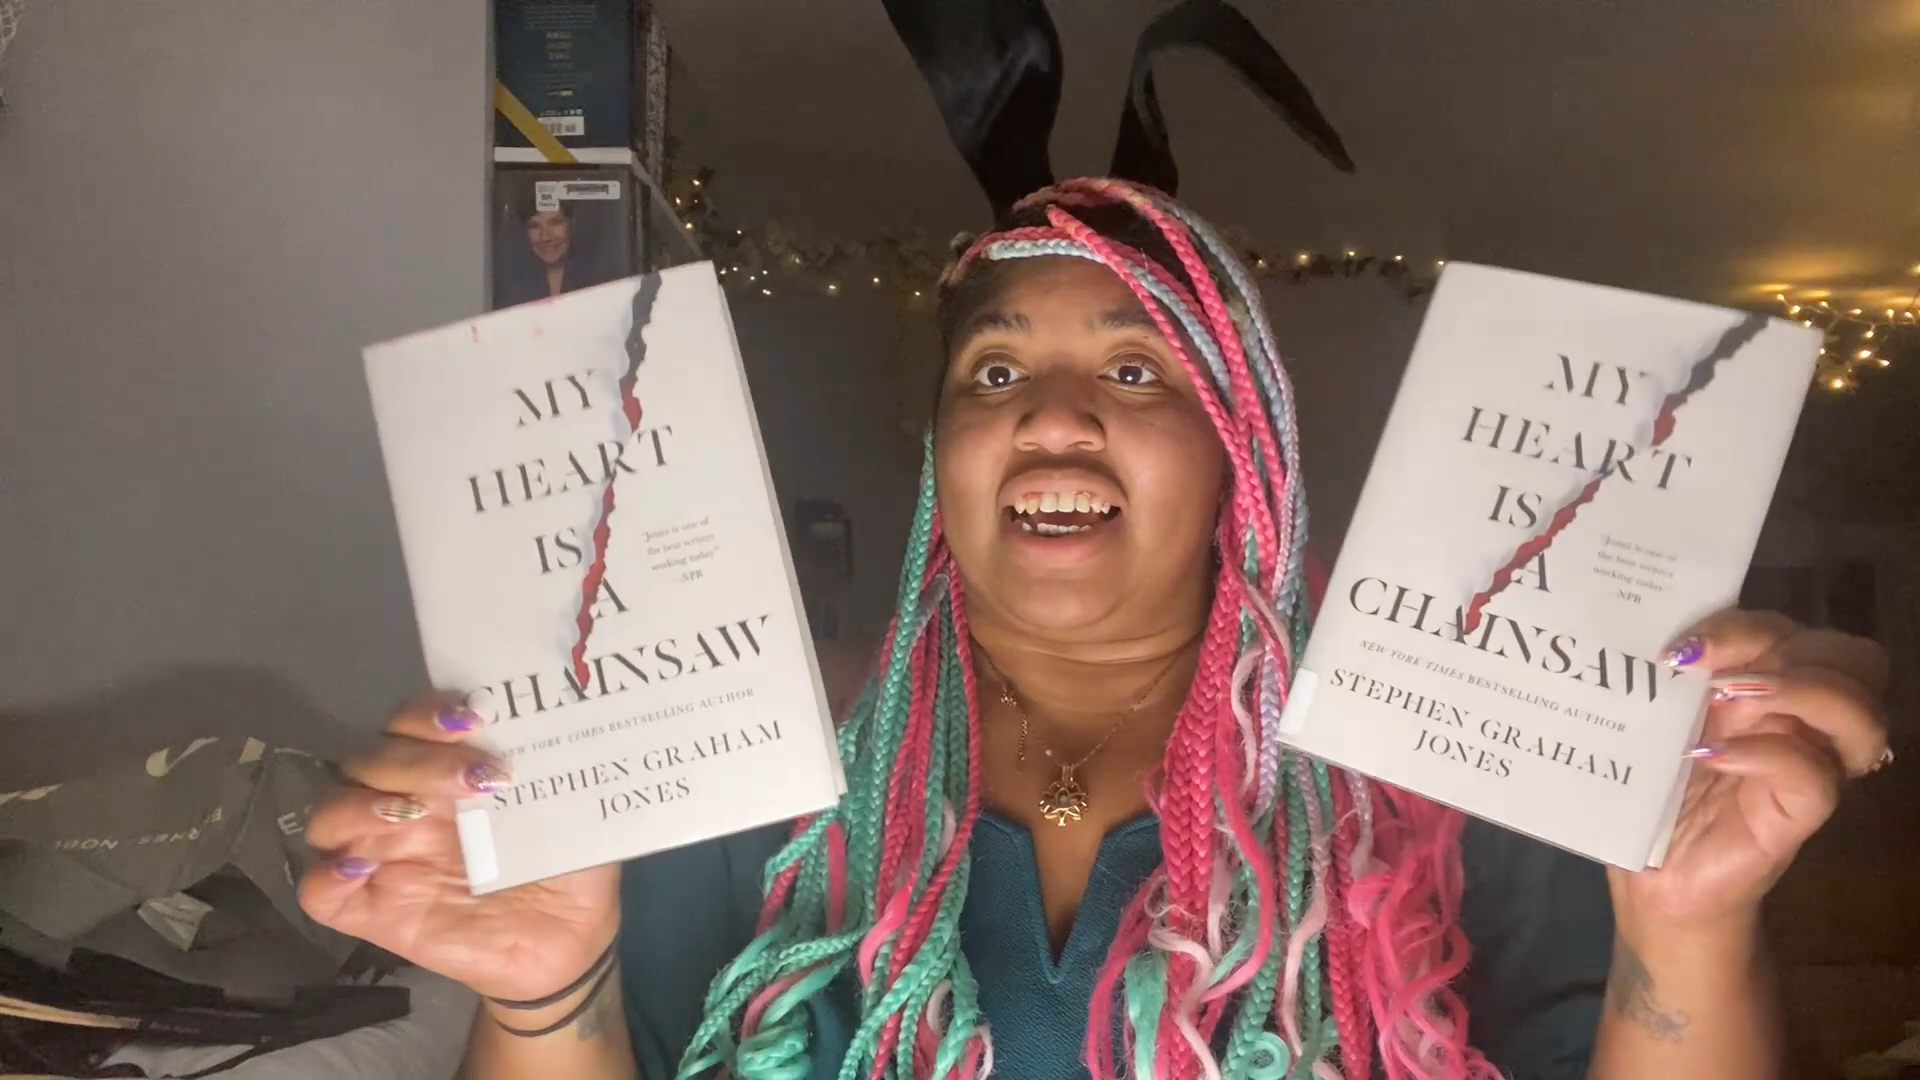 MY
HEART
IS
A
CHAINSAW
"Jones is one of
the best writers
working today."
—NPR
NEW YORK TIMES BESTSELLING AUTHOR
STEPHEN GRAHAM
JONES
MY
HEART
IS
A
CHAINSAW
"Jones is one of
the best writers
working today."
—NPR
NEW YORK TIMES BESTSELLING AUTHOR
STEPHEN GRAHAM
JONES